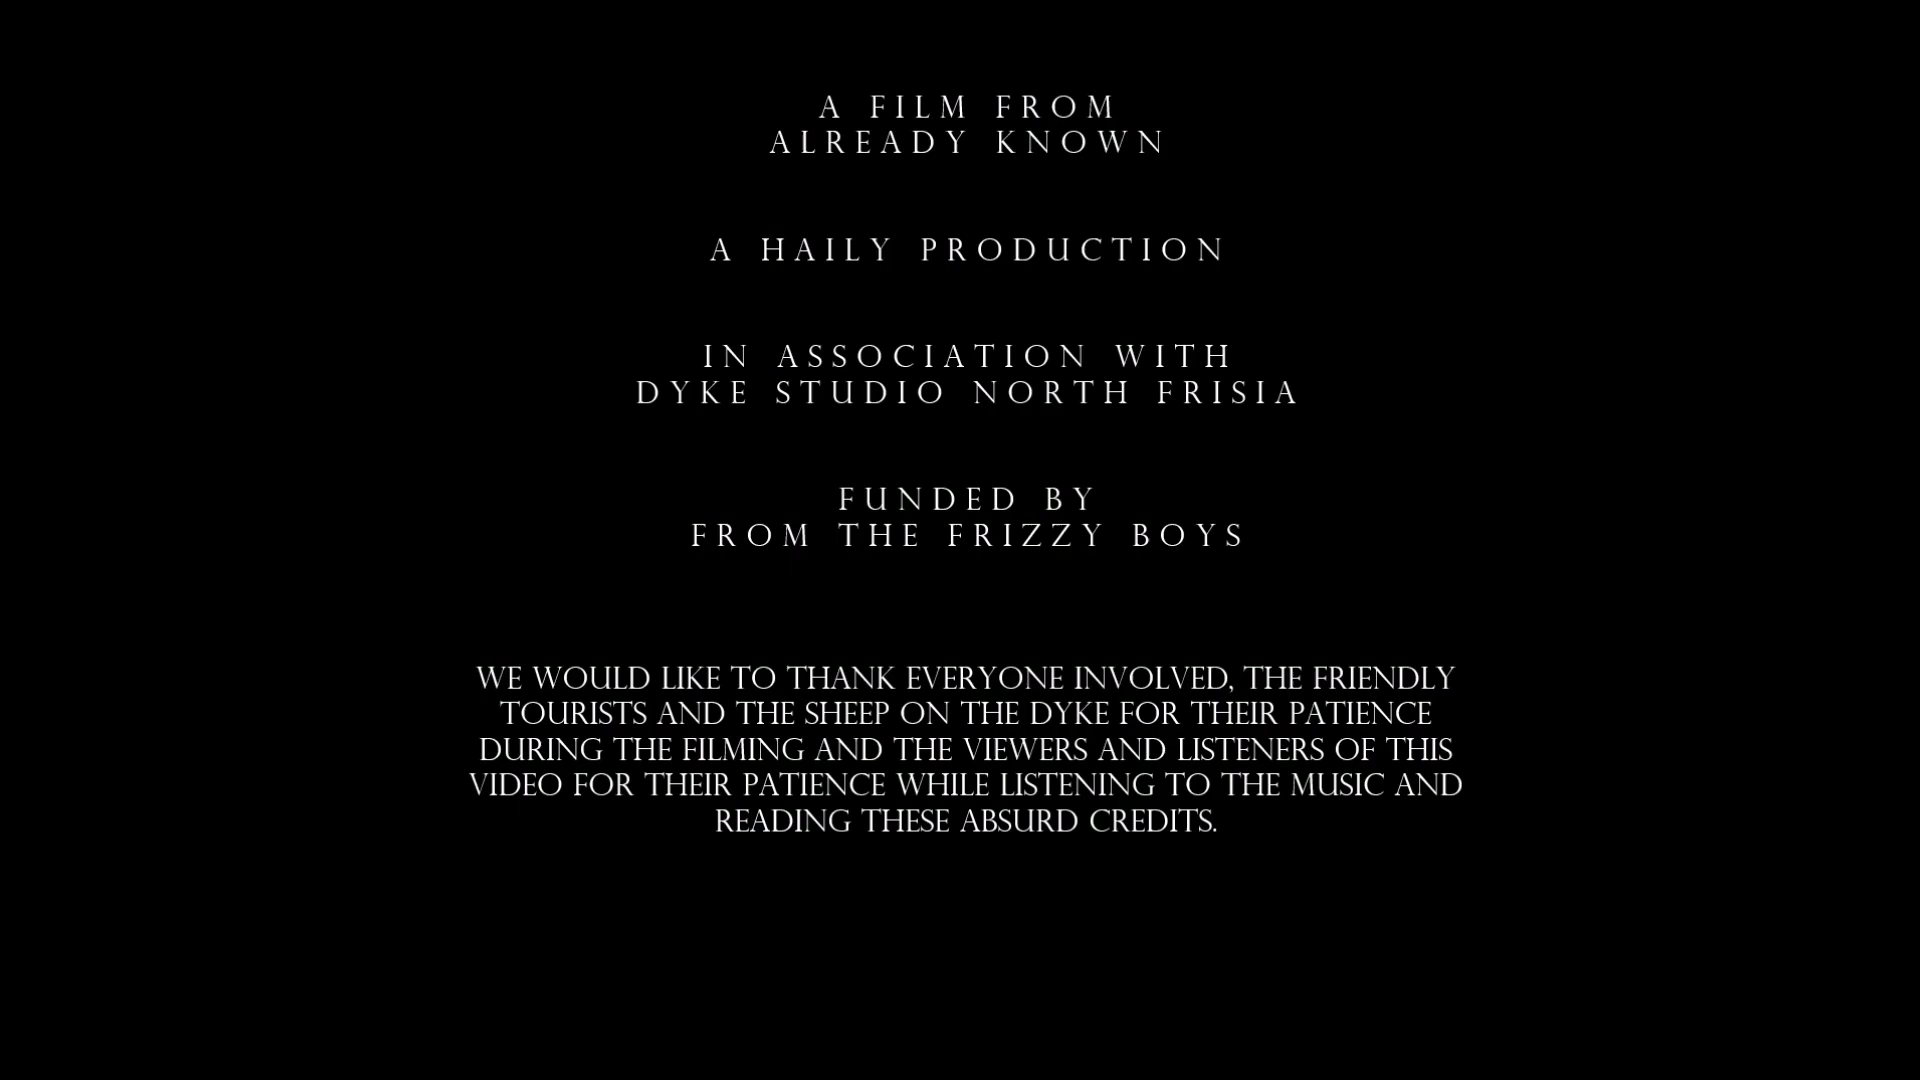 A FILM FROM
ALREADY KNOWN
A HAILY PRODUCTION
IN ASSOCIATION WITH
DYKE STUDIO NORTH FRISIA
FUNDED BY
FROM THE FRIZZY BOYS
WE WOULD LIKE TO THANK EVERYONE INVOLVED, THE FRIENDLY
TOURISTS AND THE SHEEP ON THE DYKE FOR THEIR PATIENCE
DURING THE FILMING AND THE VIEWERS AND LISTENERS OF THIS
VIDEO FOR THEIR PATIENCE WHILE LISTENING TO THE MUSIC AND
READING THESE ABSURD CREDITS.